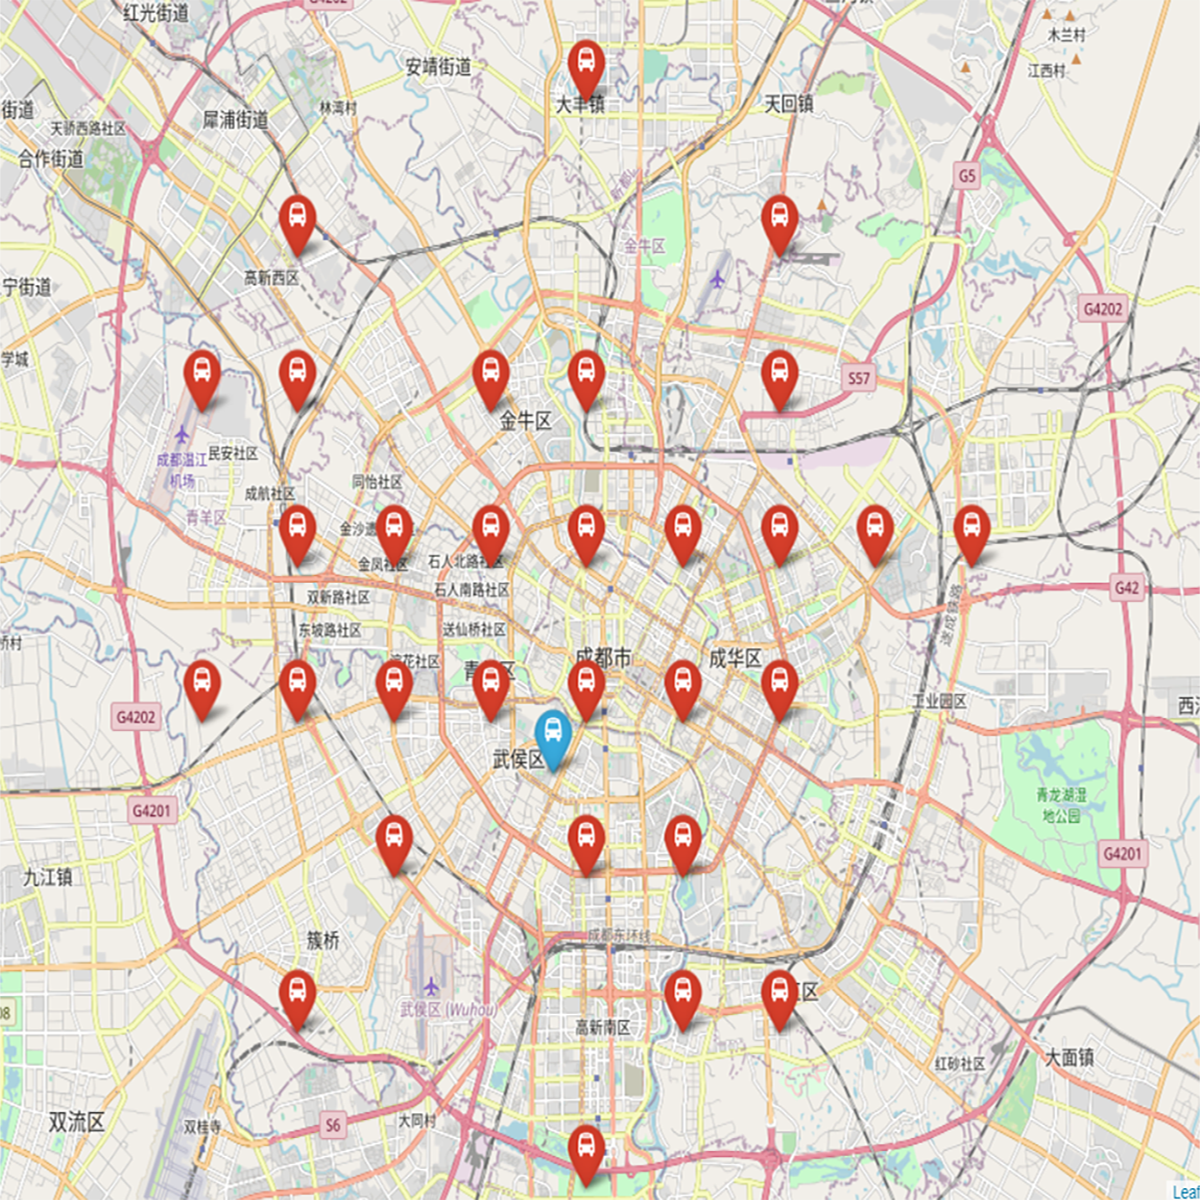 红光街道
安靖街道
木兰村
江西村
街道
天骄西路社区
犀浦街道
林湾村
大丰镇
天回镇
合作街道
G5
金牛区
高新西区
宁街道
G4202
学城
S57
金牛区
成都温江
机场
民安社区
同怡社区
成航社区
青羊区
金沙遗
金凤社区
石人北路社区
石人南路社区
双新路社区
G42
遂成铁路
东坡路社区
送仙桥社区
桥村
浣花社区
成都市
成华区
工业园区
G4202
武侯区
G4201
青龙湖湿
地公园
G4201
九江镇
簇桥
成都东环线
武侯区 (Wuhou)
高新南区
大面镇
红砂社区
双流区
双桂寺
S6
大同村